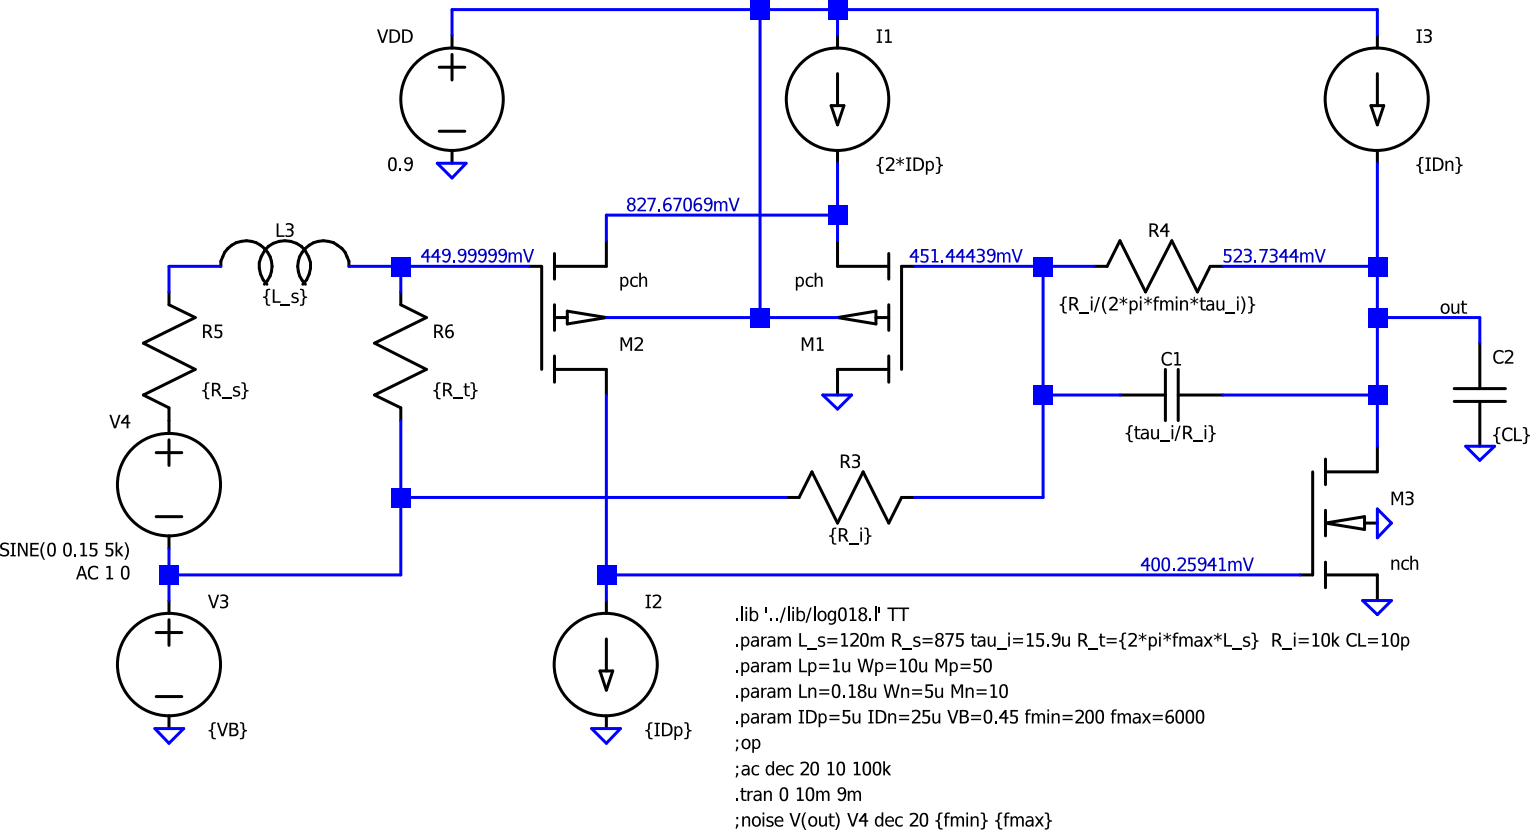 VDD
I1
I3
0.9
{2*IDp}
{IDn}
827.67069mV
L3
R4
449.99999mV
451.44439mV
523.7344mV
pch
pch
{L_s}
{R_i/(2*pi*fmin*tau_i)}
out
R5
R6
M2
M1
C1
C2
{R_s}
{R_t}
V4
{tau_i/R_i}
{CL}
R3
M3
{R_i}
SINE(0 0.15 5k)
AC 1 0
400.25941mV
nch
V3
I2
.lib '../lib/log018.l' TT
.param L_s=120m R_s=875 tau_i=15.9u R_t={2*pi*fmax*L_s} R_i=10k CL=10p
.param Lp=1u Wp=10u Mp=50
.param Ln=0.18u Wn=5u Mn=10
.param IDp=5u IDn=25u VB=0.45 fmin=200 fmax=6000
{VB}
{IDp}
;op
;ac dec 20 10 100k
.tran 0 10m 9m
;noise V(out) V4 dec 20 {fmin} {fmax}